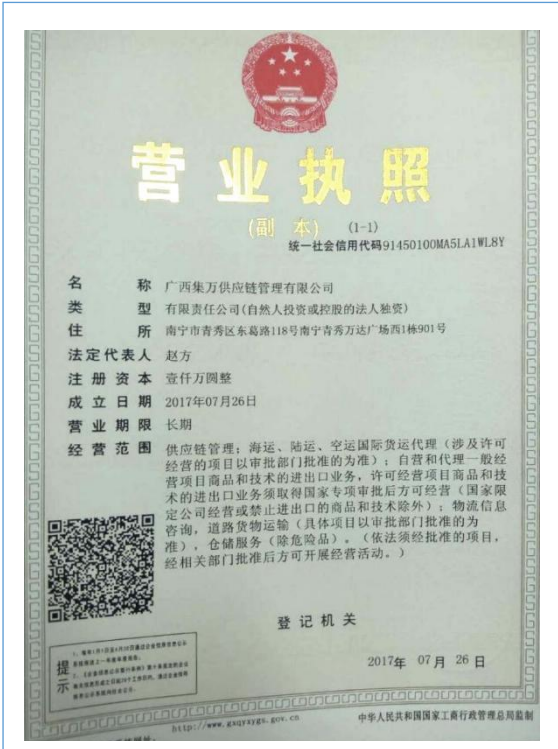 营业执照
(副 本) (1-1)
统一社会信用代码91450100MA5LA1WL8Y
名称 广西集万供应链管理有限公司
类型 有限责任公司(自然人投资或控股的法人独资)
住所 南宁市青秀区东葛路118号南宁青秀万达广场西1栋901号
法定代表人 赵方
注册资本 壹仟万圆整
成立日期 2017年07月26日
营业期限 长期
经营范围 供应链管理;海运、陆运、空运国际货运代理(涉及许可
经营的项目以审批部门批准的为准);自营和代理一般经
营项目商品和技术的进出口业务,许可经营项目商品和技
术的进出口业务须取得国家专项审批后方可经营(国家限
定公司经营或禁止进出口的商品和技术除外);物流信息
咨询,道路货物运输(具体项目以审批部门批准的为
准),仓储服务(除危险品)。(依法须经批准的项目,
经相关部门批准后方可开展经营活动。)
登记机关
2017年 07月 26日
提示
http://www.gxqyxygs.gov.cn
中华人民共和国国家工商行政管理总局监制